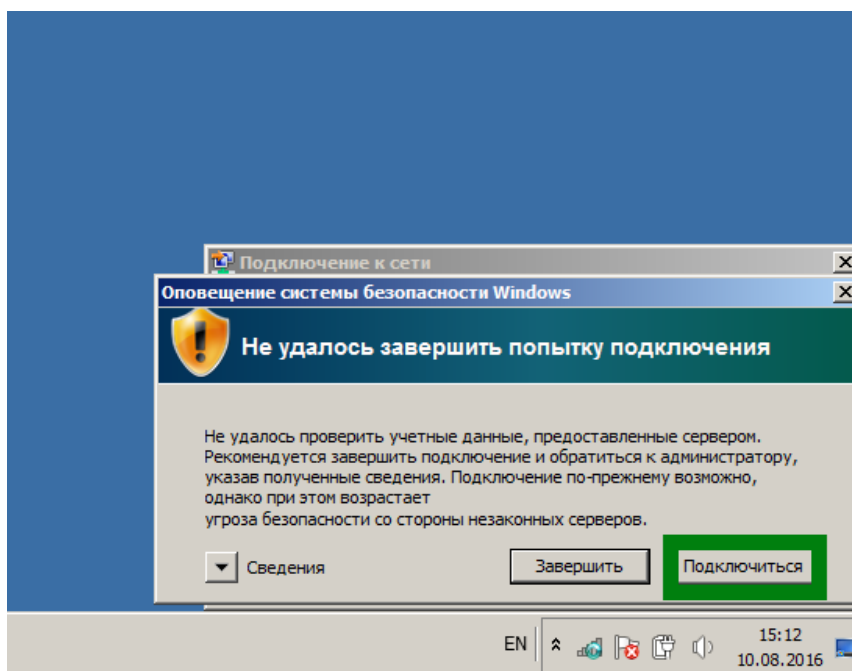 Подключение к сети
Оповещение системы безопасности Windows
Не удалось завершить попытку подключения
Не удалось проверить учетные данные, предоставленные сервером.
Рекомендуется завершить подключение и обратиться к администратору,
указав полученные сведения. Подключение по-прежнему возможно,
однако при этом возрастает
угроза безопасности со стороны незаконных серверов.
Сведения
Завершить
Подключиться
EN
15:12
10.08.2016